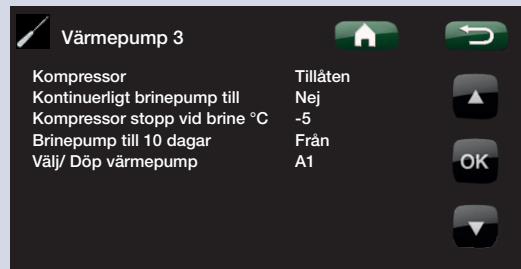 Värmepump 3
Kompressor Tillåten
Kontinuerligt brinepump till Nej
Kompressor stopp vid brine °C -5
Brinepump till 10 dagar Från
Välj/ Döp värmepump A1
OK